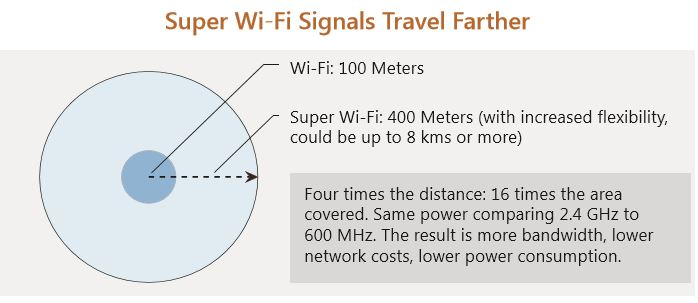 Super Wi-Fi Signals Travel Farther
Wi-Fi: 100 Meters
Super Wi-Fi: 400 Meters (with increased flexibility,
could be up to 8 kms or more)
Four times the distance: 16 times the area
covered. Same power comparing 2.4 GHz to
600 MHz. The result is more bandwidth, lower
network costs, lower power consumption.